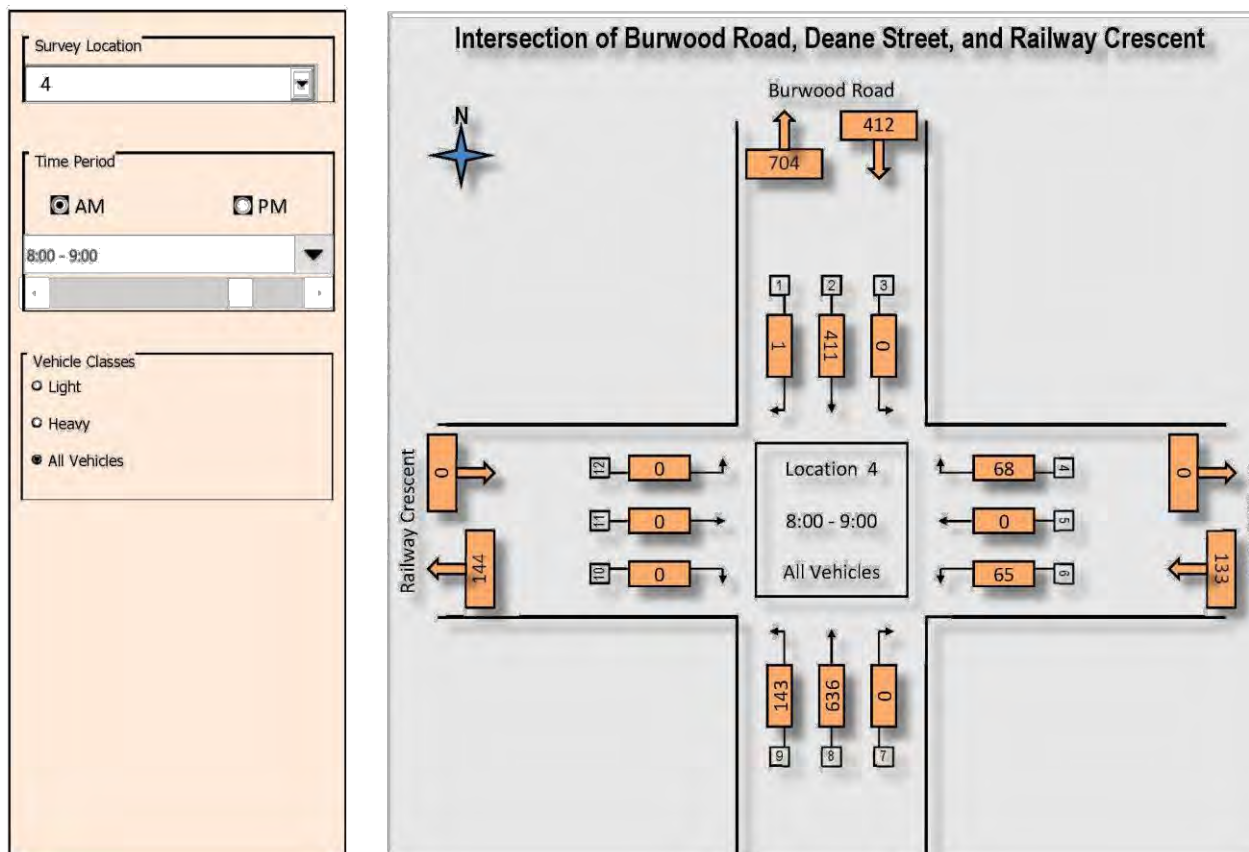 Survey Location
4
Time Period
AM
PM
8:00 - 9:00
Vehicle Classes
Light
Heavy
All Vehicles
Intersection of Burwood Road, Deane Street, and Railway Crescent
Burwood Road
N
704
412
1
2
3
1
411
0
Railway Crescent
0
144
12
0
11
0
10
0
Location 4
8:00 - 9:00
All Vehicles
68
4
0
5
65
6
0
133
143
636
0
9
8
7